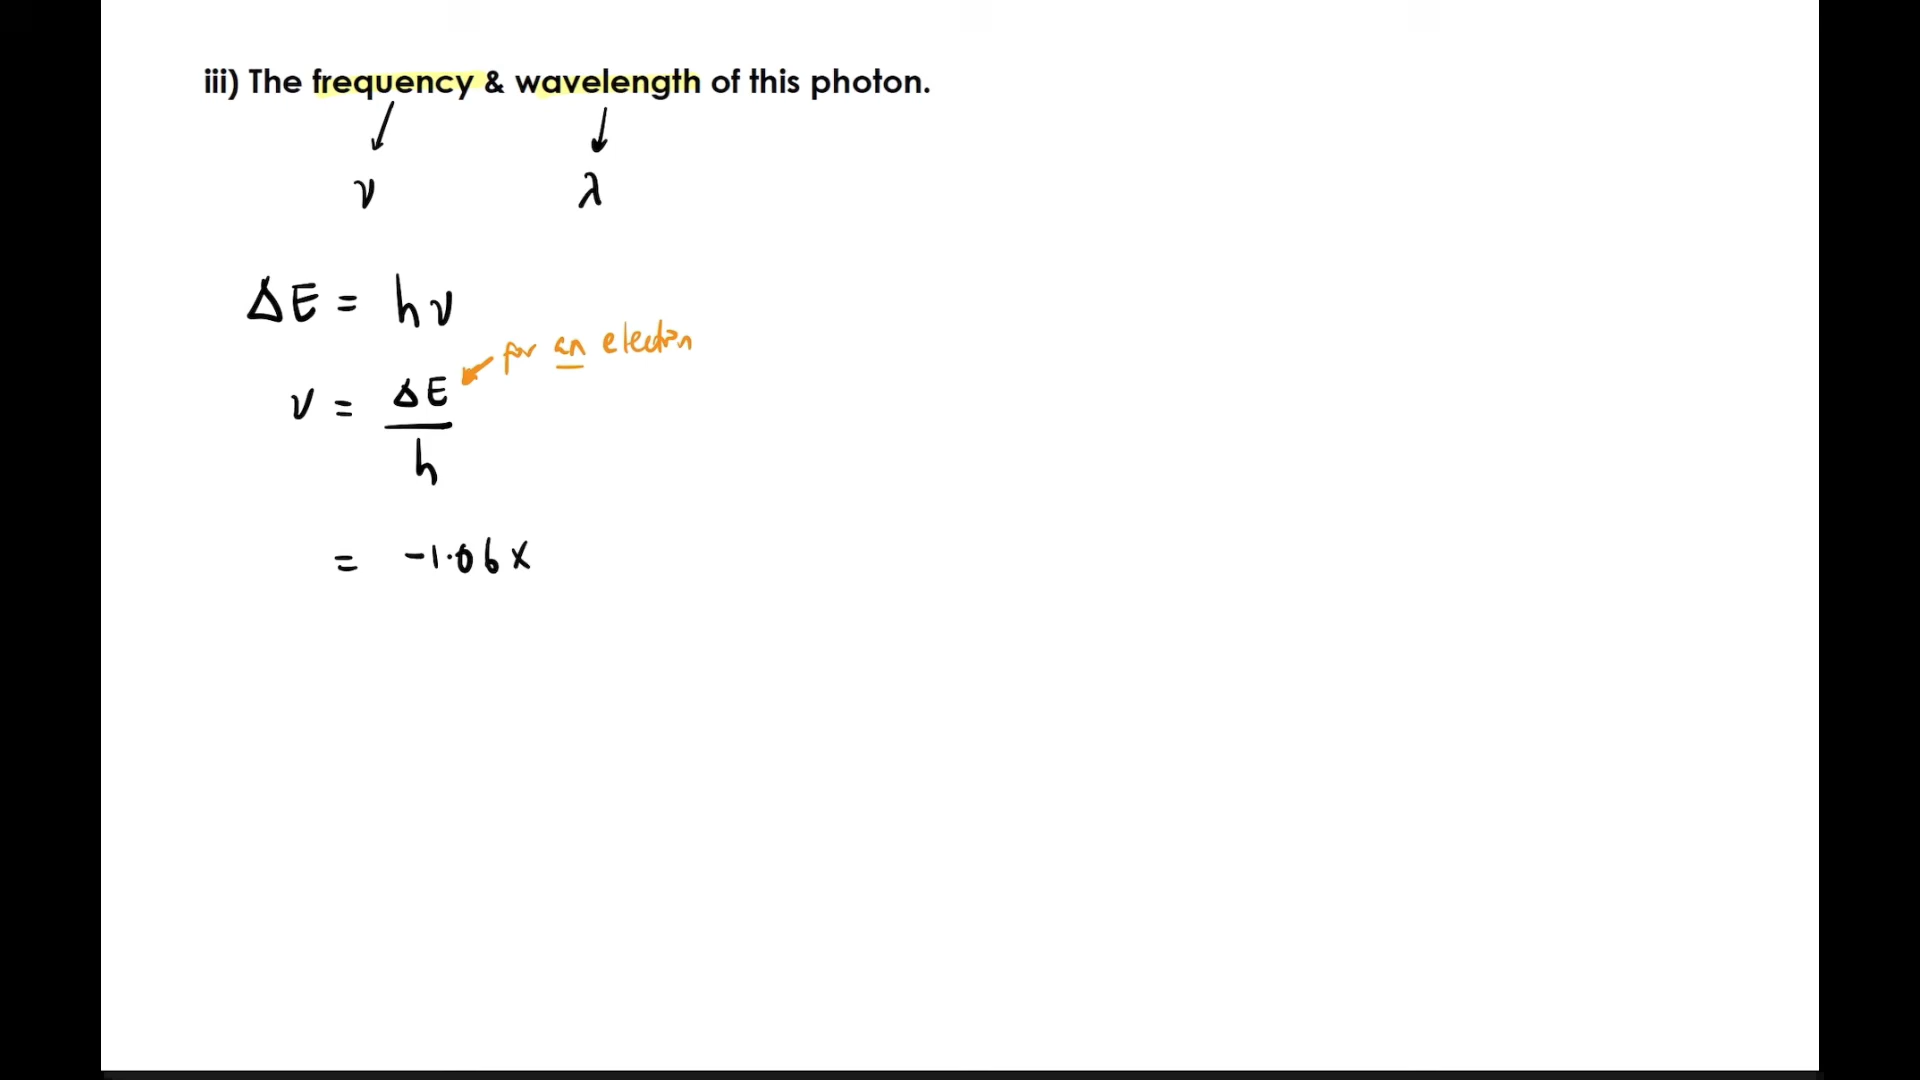 iii) The frequency & wavelength of this photon.
ν λ
ΔE = hν
for an electron
ν = ΔE
h
= -1.06 x